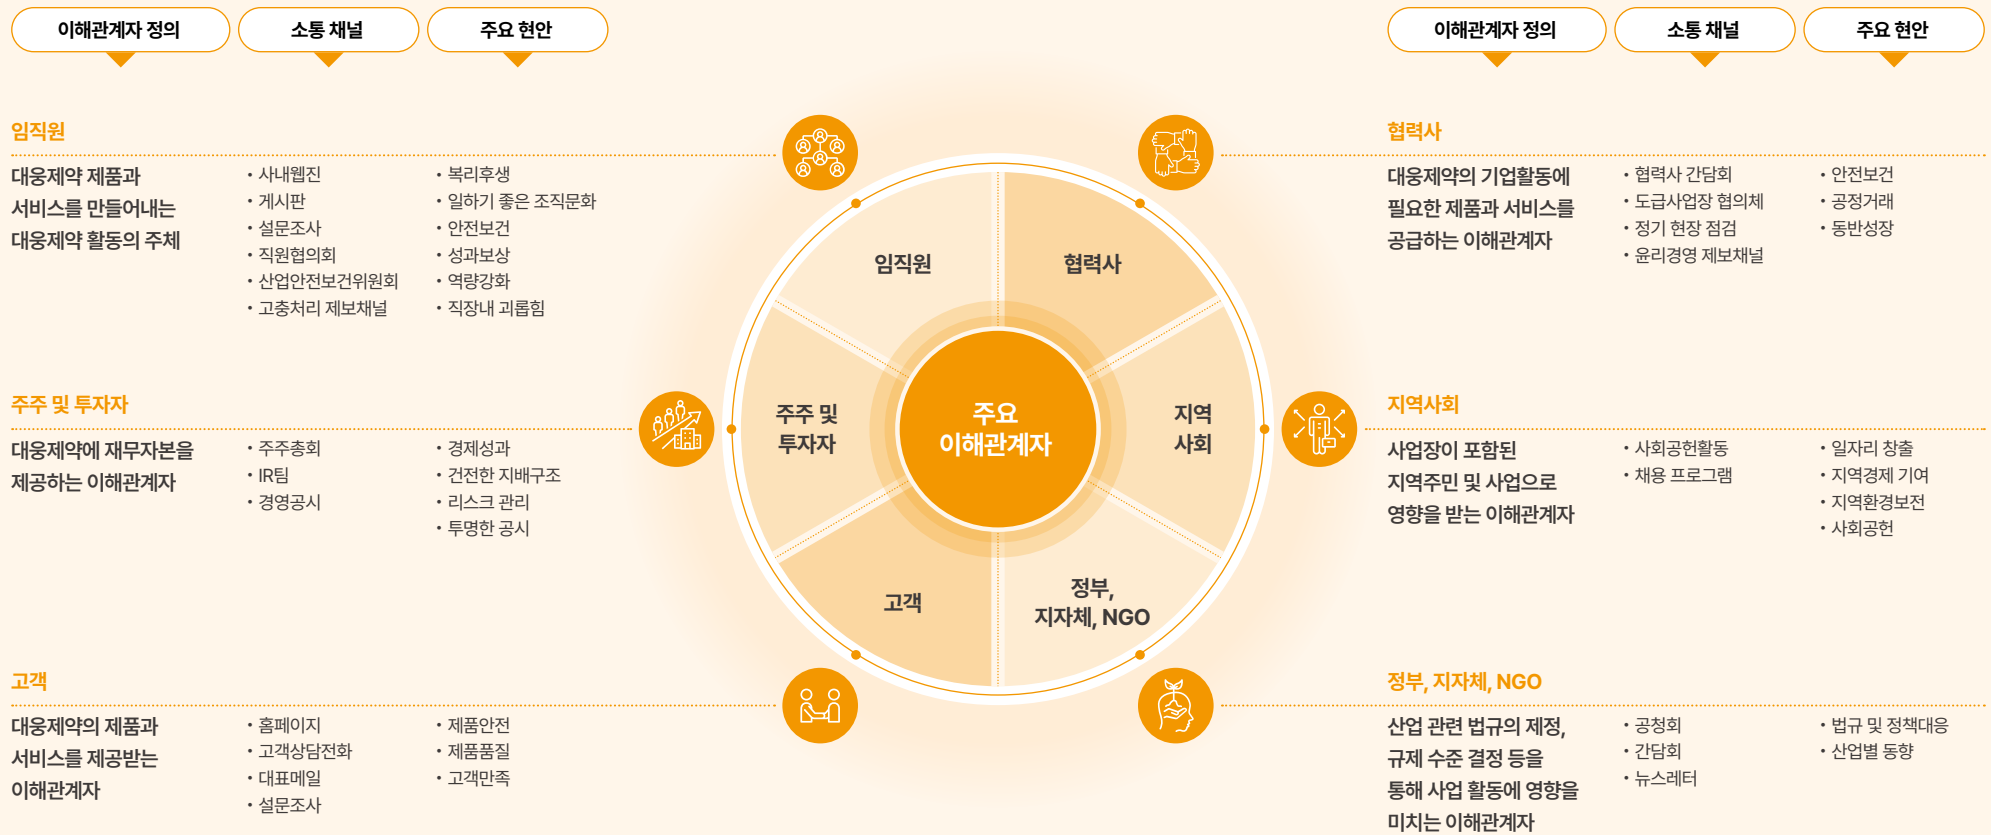 이해관계자 정의
소통 채널
주요 현안
임직원
대웅제약 제품과
서비스를 만들어내는
대웅제약 활동의 주체
• 사내웹진
• 게시판
• 설문조사
• 직원협의회
• 산업안전보건위원회
• 고충처리 제보채널
• 복리후생
• 일하기 좋은 조직문화
• 안전보건
• 성과보상
• 역량강화
• 직장내 괴롭힘
주주 및 투자자
대웅제약에 재무자본을
제공하는 이해관계자
• 주주총회
• IR팀
• 경영공시
• 경제성과
• 건전한 지배구조
• 리스크 관리
• 투명한 공시
고객
대웅제약의 제품과
서비스를 제공받는
이해관계자
• 홈페이지
• 고객상담전화
• 대표메일
• 설문조사
• 제품안전
• 제품품질
• 고객만족
임직원
협력사
주주 및
투자자
주요
이해관계자
지역
사회
고객
정부,
지자체, NGO
이해관계자 정의
소통 채널
주요 현안
협력사
대웅제약의 기업활동에
필요한 제품과 서비스를
공급하는 이해관계자
• 협력사 간담회
• 도급사업장 협의체
• 정기 현장 점검
• 윤리경영 제보채널
• 안전보건
• 공정거래
• 동반성장
지역사회
사업장이 포함된
지역주민 및 사업으로
영향을 받는 이해관계자
• 사회공헌활동
• 채용 프로그램
• 일자리 창출
• 지역경제 기여
• 지역환경보전
• 사회공헌
정부, 지자체, NGO
산업 관련 법규의 제정,
규제 수준 결정 등을
통해 사업 활동에 영향을
미치는 이해관계자
• 공청회
• 간담회
• 뉴스레터
• 법규 및 정책대응
• 산업별 동향